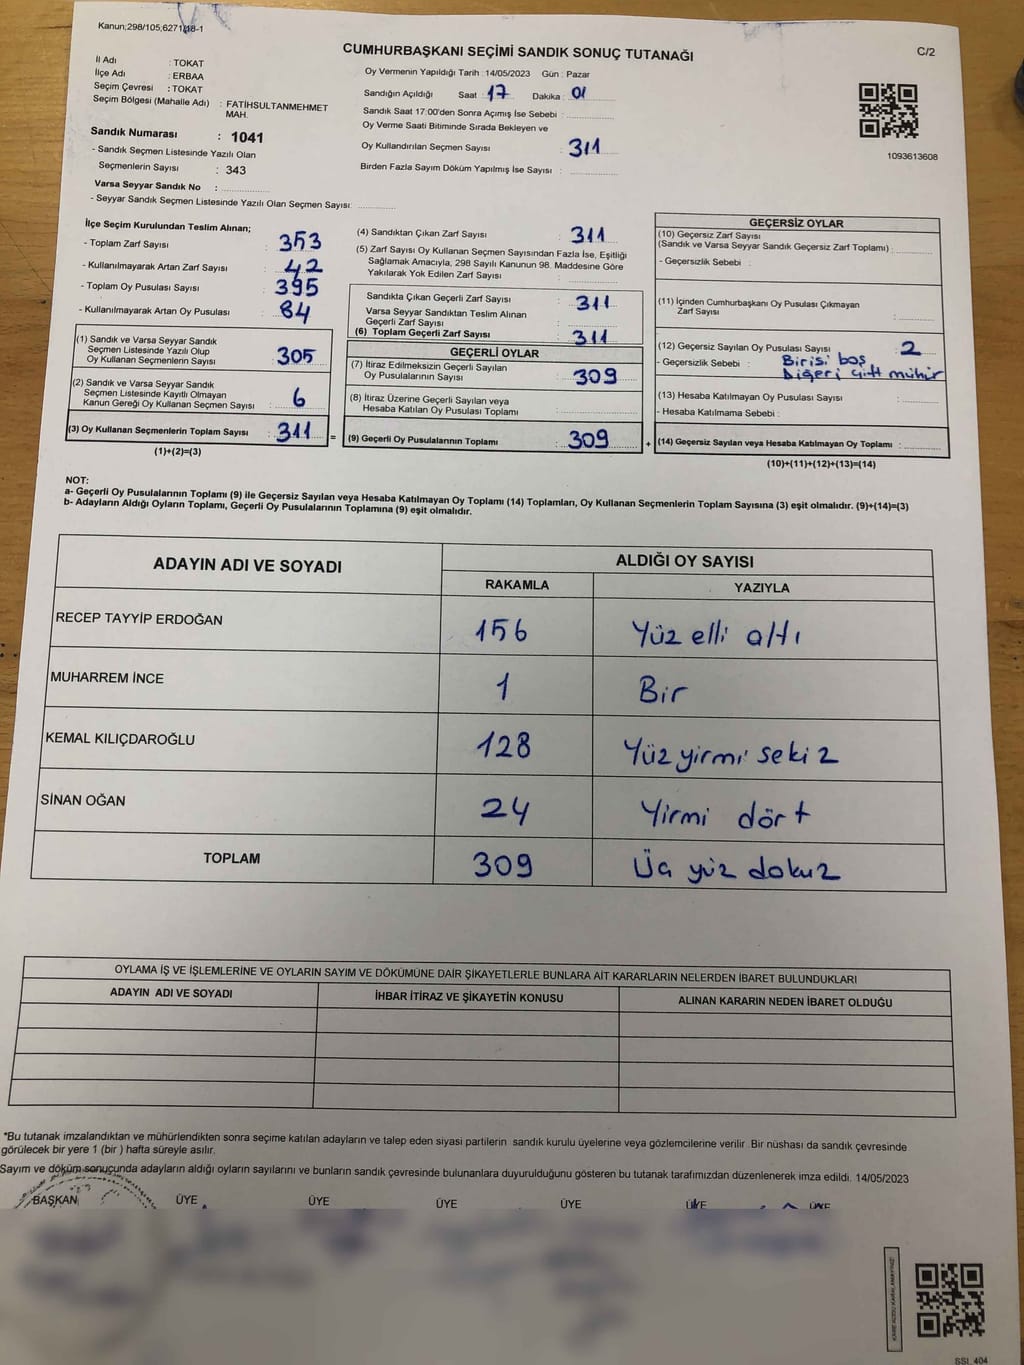 Kanun;298/105;6271/18-1
CUMHURBAŞKANI SEÇİMİ SANDIK SONUÇ TUTANAĞI
C/2
İl Adı : TOKAT
İlçe Adı : ERBAA
Seçim Çevresi : TOKAT
Seçim Bölgesi (Mahalle Adı) : FATİHSULTANMEHMET MAH.
Sandık Numarası : 1041
- Sandık Seçmen Listesinde Yazılı Olan
Seçmenlerin Sayısı : 343
Varsa Seyyar Sandık No :
- Seyyar Sandık Seçmen Listesinde Yazılı Olan Seçmen Sayısı:
Oy Vermenin Yapıldığı Tarih : 14/05/2023 Gün : Pazar
Sandığın Açıldığı Saat : 17 Dakika : 01
Sandık Saat 17:00'den Sonra Açımış İse Sebebi :
Oy Verme Saati Bitiminde Sırada Bekleyen ve
Oy Kullandırılan Seçmen Sayısı : 311
Birden Fazla Sayım Döküm Yapılmış İse Sayısı :
1093613608
İlçe Seçim Kurulundan Teslim Alınan;
- Toplam Zarf Sayısı : 353
- Kullanılmayarak Artan Zarf Sayısı : 42
- Toplam Oy Pusulası Sayısı : 395
- Kullanılmayarak Artan Oy Pusulası : 84
(1) Sandık ve Varsa Seyyar Sandık
Seçmen Listesinde Yazılı Olup
Oy Kullanan Seçmenlerin Sayısı : 305
(2) Sandık ve Varsa Seyyar Sandık
Seçmen Listesinde Kayıtlı Olmayan
Kanun Gereği Oy Kullanan Seçmen Sayısı : 6
(3) Oy Kullanan Seçmenlerin Toplam Sayısı : 311 =
(1)+(2)=(3)
(4) Sandıktan Çıkan Zarf Sayısı : 311
(5) Zarf Sayısı Oy Kullanan Seçmen Sayısından Fazla İse, Eşitliği
Sağlamak Amacıyla, 298 Sayılı Kanunun 98. Maddesine Göre
Yakılarak Yok Edilen Zarf Sayısı :
Sandıkta Çıkan Geçerli Zarf Sayısı : 311
Varsa Seyyar Sandıktan Teslim Alınan
Geçerli Zarf Sayısı :
(6) Toplam Geçerli Zarf Sayısı : 311
GEÇERLİ OYLAR
(7) İtiraz Edilmeksizin Geçerli Sayılan
Oy Pusulalarının Sayısı : 309
(8) İtiraz Üzerine Geçerli Sayılan veya
Hesaba Katılan Oy Pusulası Toplamı :
(9) Geçerli Oy Pusulalarının Toplamı : 309 +
GEÇERSİZ OYLAR
(10) Geçersiz Zarf Sayısı
(Sandık ve Varsa Seyyar Sandık Geçersiz Zarf Toplamı) :
- Geçersizlik Sebebi :
(11) İçinden Cumhurbaşkanı Oy Pusulası Çıkmayan
Zarf Sayısı :
(12) Geçersiz Sayılan Oy Pusulası Sayısı : 2
- Geçersizlik Sebebi : Birisi boş
Diğeri çift mühür
(13) Hesaba Katılmayan Oy Pusulası Sayısı :
- Hesaba Katılmama Sebebi :
(14) Geçersiz Sayılan veya Hesaba Katılmayan Oy Toplamı :
(10)+(11)+(12)+(13)=(14)
NOT:
a- Geçerli Oy Pusulalarının Toplamı (9) ile Geçersiz Sayılan veya Hesaba Katılmayan Oy Toplamı (14) Toplamları, Oy Kullanan Seçmenlerin Toplam Sayısına (3) eşit olmalıdır. (9)+(14)=(3)
b- Adayların Aldığı Oyların Toplamı, Geçerli Oy Pusulalarının Toplamına (9) eşit olmalıdır.
ADAYIN ADI VE SOYADI
ALDIĞI OY SAYISI
RAKAMLA YAZIYLA
RECEP TAYYİP ERDOĞAN 156 Yüz elli altı
MUHARREM İNCE 1 Bir
KEMAL KILIÇDAROĞLU 128 Yüz yirmi sekiz
SİNAN OĞAN 24 Yirmi dört
TOPLAM 309 Üç yüz dokuz
OYLAMA İŞ VE İŞLEMLERİNE VE OYLARIN SAYIM VE DÖKÜMÜNE DAİR ŞİKAYETLERLE BUNLARA AİT KARARLARIN NELERDEN İBARET BULUNDUKLARI
ADAYIN ADI VE SOYADI İHBAR İTİRAZ VE ŞİKAYETİN KONUSU ALINAN KARARIN NEDEN İBARET OLDUĞU
*Bu tutanak imzalandıktan ve mühürlendikten sonra seçime katılan adayların ve talep eden siyasi partilerin sandık kurulu üyelerine veya gözlemcilerine verilir. Bir nüshası da sandık çevresinde
görülecek bir yere 1 (bir ) hafta süreyle asılır.
Sayım ve döküm sonuçunda adayların aldığı oyların sayılarını ve bunların sandık çevresinde bulunanlara duyurulduğunu gösteren bu tutanak tarafımızdan düzenlenerek imza edildi. 14/05/2023
BAŞKAN ÜYE ÜYE ÜYE ÜYE ÜYE ÜYE
SSI 404